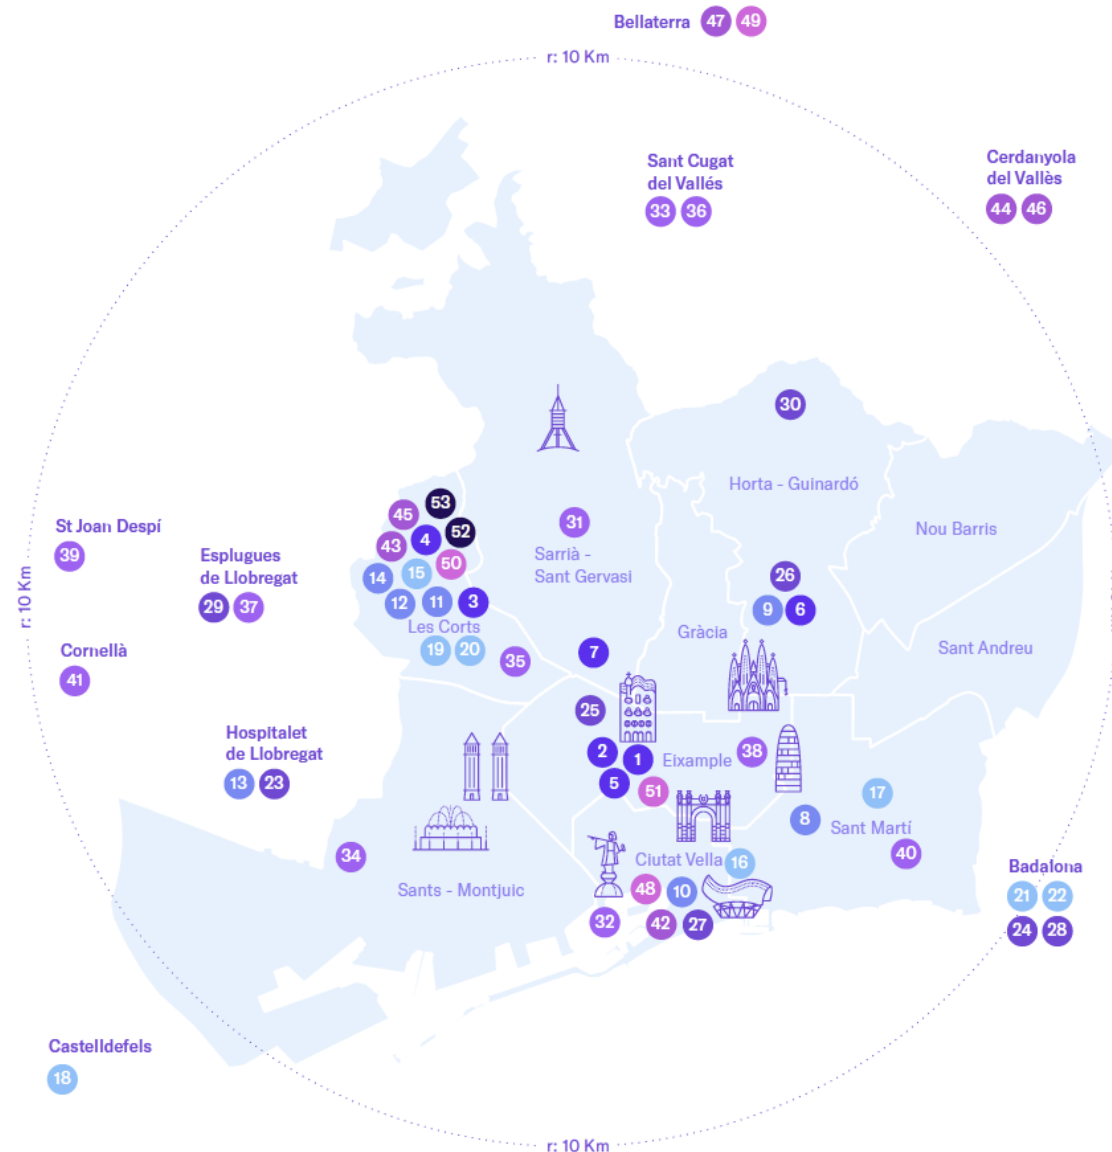 Bellaterra 47 49
r: 10 Km
Sant Cugat
del Vallés
33 36
Cerdanyola
del Vallès
44 46
30
Horta - Guinardó
53
45
52
4
43
50
15
14
12 11 3
Les Corts
19 20
35
31
Sarrià -
Sant Gervasi
Nou Barris
St Joan Despí
39
Esplugues
de Llobregat
29 37
r: 10 Km
26
9 6
Gràcia
7
Sant Andreu
Cornellà
41
25
Hospitalet
de Llobregat
13 23
2 1
5
Eixample
38
51
17
8
Sant Martí
40
34
Sants - Montjuic
Ciutat Vella
16
48 10
32 42 27
Badalona
21 22
24 28
Castelldefels
18
r: 10 Km